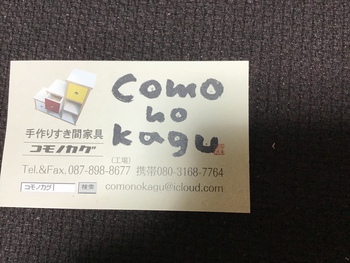 como
no
kagu
手作りすき間家具
コモノカグ
(工場)
Tel.&Fax.087-898-8677 携帯080-3168-7764
コモノカグ 検索 comonokagu@icloud.com